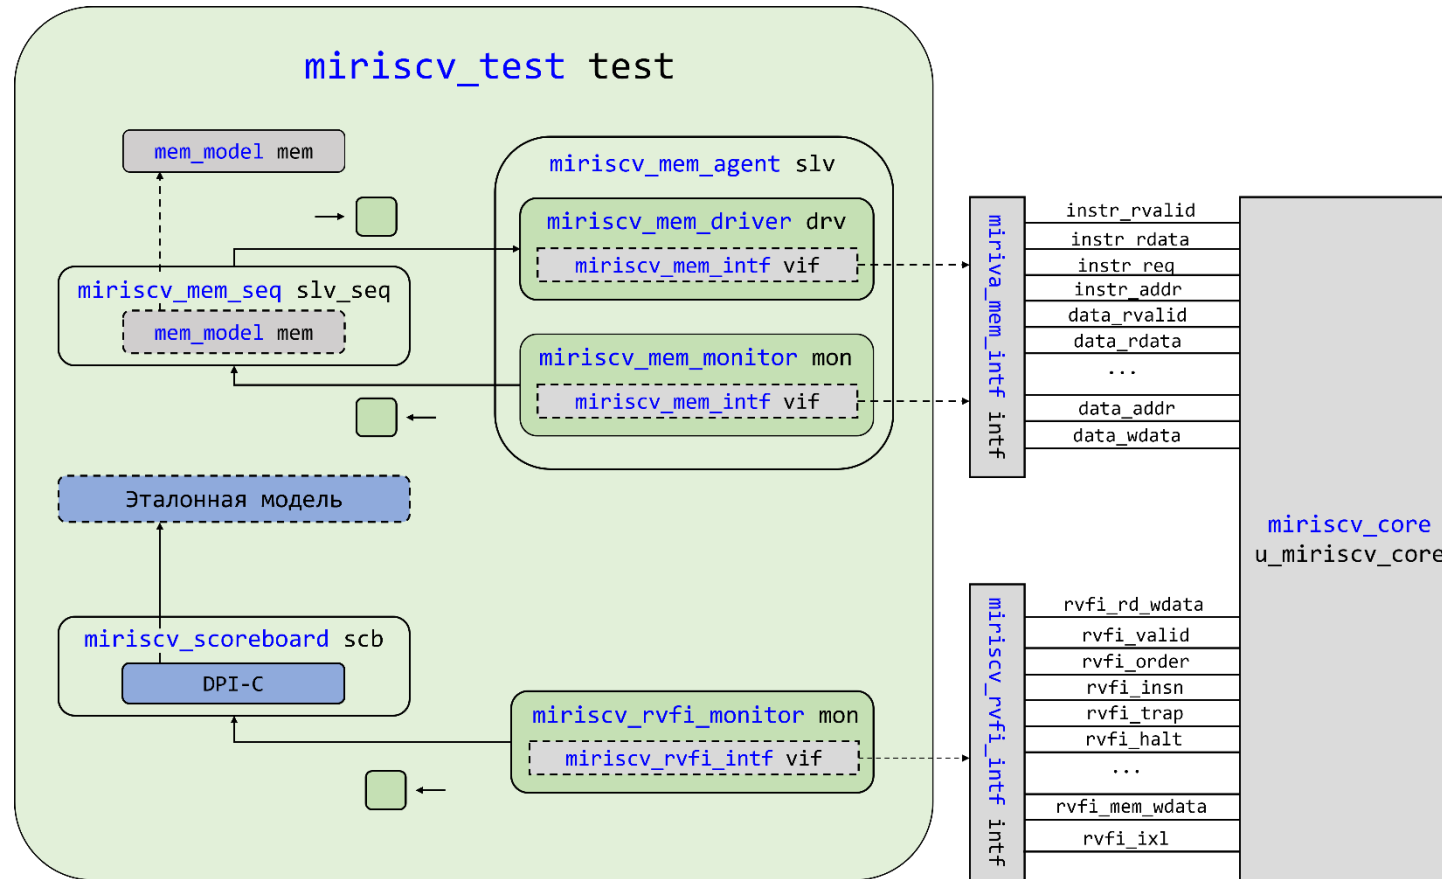 miriscv_test test
mem_model mem
miriscv_mem_agent slv
miriscv_mem_driver drv
miriscv_mem_intf vif
miriscv_mem_seq slv_seq
mem_model mem
miriscv_mem_monitor mon
miriscv_mem_intf vif
Эталонная модель
miriscv_scoreboard scb
DPI-C
miriscv_rvfi_monitor mon
miriscv_rvfi_intf vif
miriva_mem_intf intf
instr_rvalid
instr_rdata
instr_req
instr_addr
data_rvalid
data_rdata
...
data_addr
data_wdata
miriscv_rvfi_intf intf
rvfi_rd_wdata
rvfi_valid
rvfi_order
rvfi_insn
rvfi_trap
rvfi_halt
...
rvfi_mem_wdata
rvfi_ixl
miriscv_core
u_miriscv_core